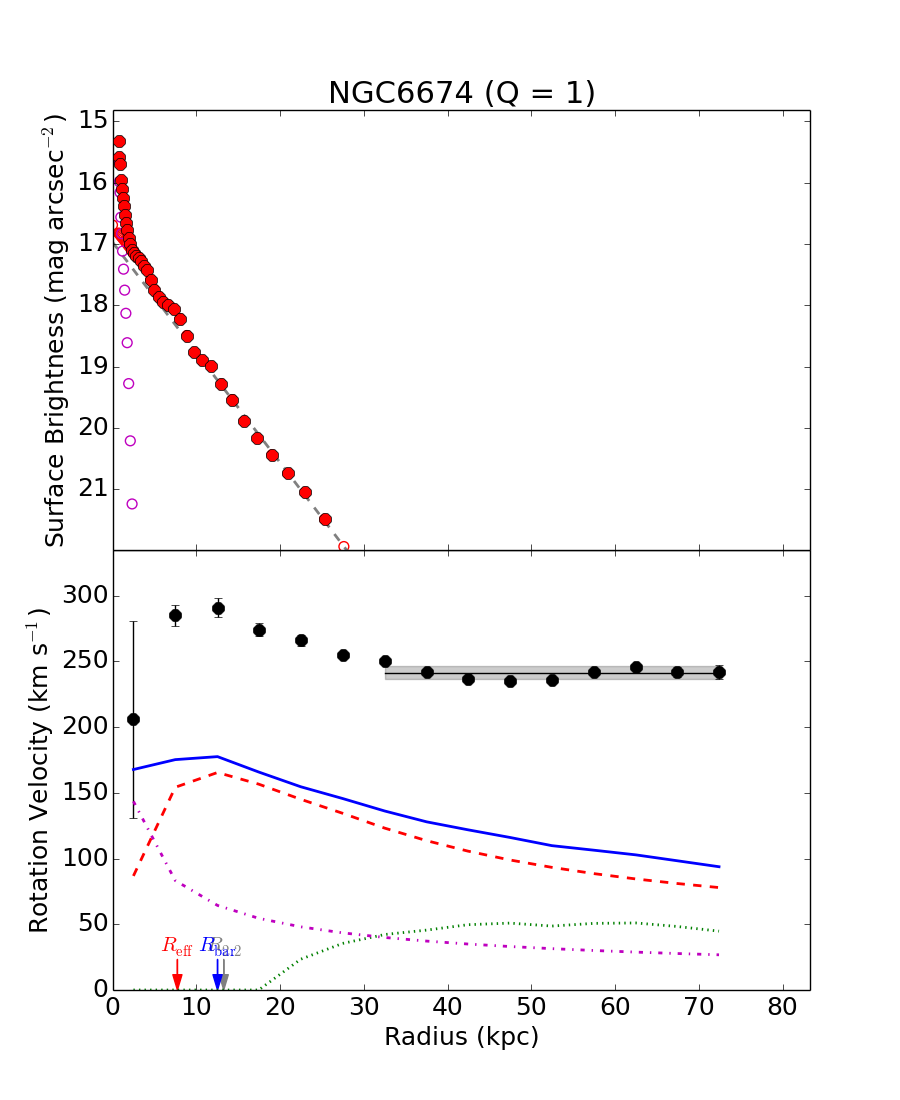 NGC6674 (Q = 1)
Surface Brightness (mag arcsec⁻²)
15
16
17
18
19
20
21
Rotation Velocity (km s⁻¹)
300
250
200
150
100
50
0
R_eff
R_bar
0 10 20 30 40 50 60 70 80
Radius (kpc)